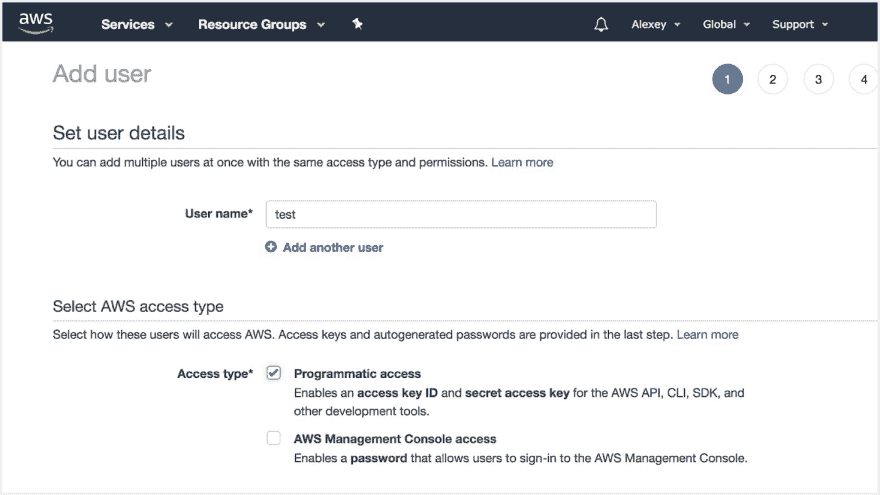 aws Services Resource Groups Alexey Global Support
Add user
1 2 3 4
Set user details
You can add multiple users at once with the same access type and permissions. Learn more
User name* test
Add another user
Select AWS access type
Select how these users will access AWS. Access keys and autogenerated passwords are provided in the last step. Learn more
Access type* Programmatic access
Enables an access key ID and secret access key for the AWS API, CLI, SDK, and
other development tools.
AWS Management Console access
Enables a password that allows users to sign-in to the AWS Management Console.